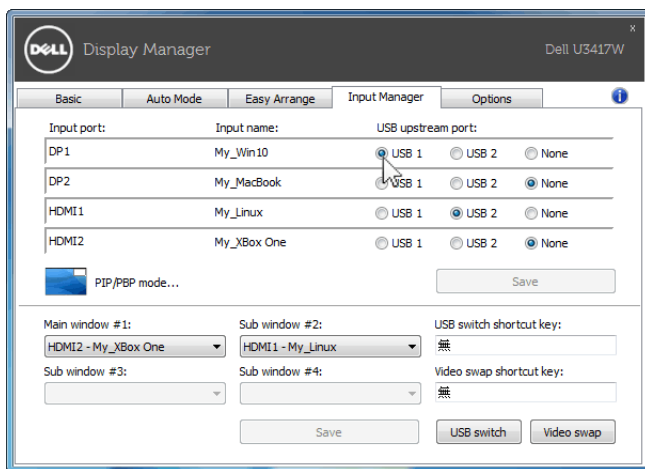 x
DELL Display Manager Dell U3417W
Basic Auto Mode Easy Arrange Input Manager Options i
Input port: Input name: USB upstream port:
DP1 My_Win10 USB 1 USB 2 None
DP2 My_MacBook USB 1 USB 2 None
HDMI1 My_Linux USB 1 USB 2 None
HDMI2 My_XBox One USB 1 USB 2 None
PIP/PBP mode... Save
Main window #1: Sub window #2: USB switch shortcut key:
HDMI2 - My_XBox One HDMI1 - My_Linux 無
Sub window #3: Sub window #4: Video swap shortcut key:
無
Save USB switch Video swap